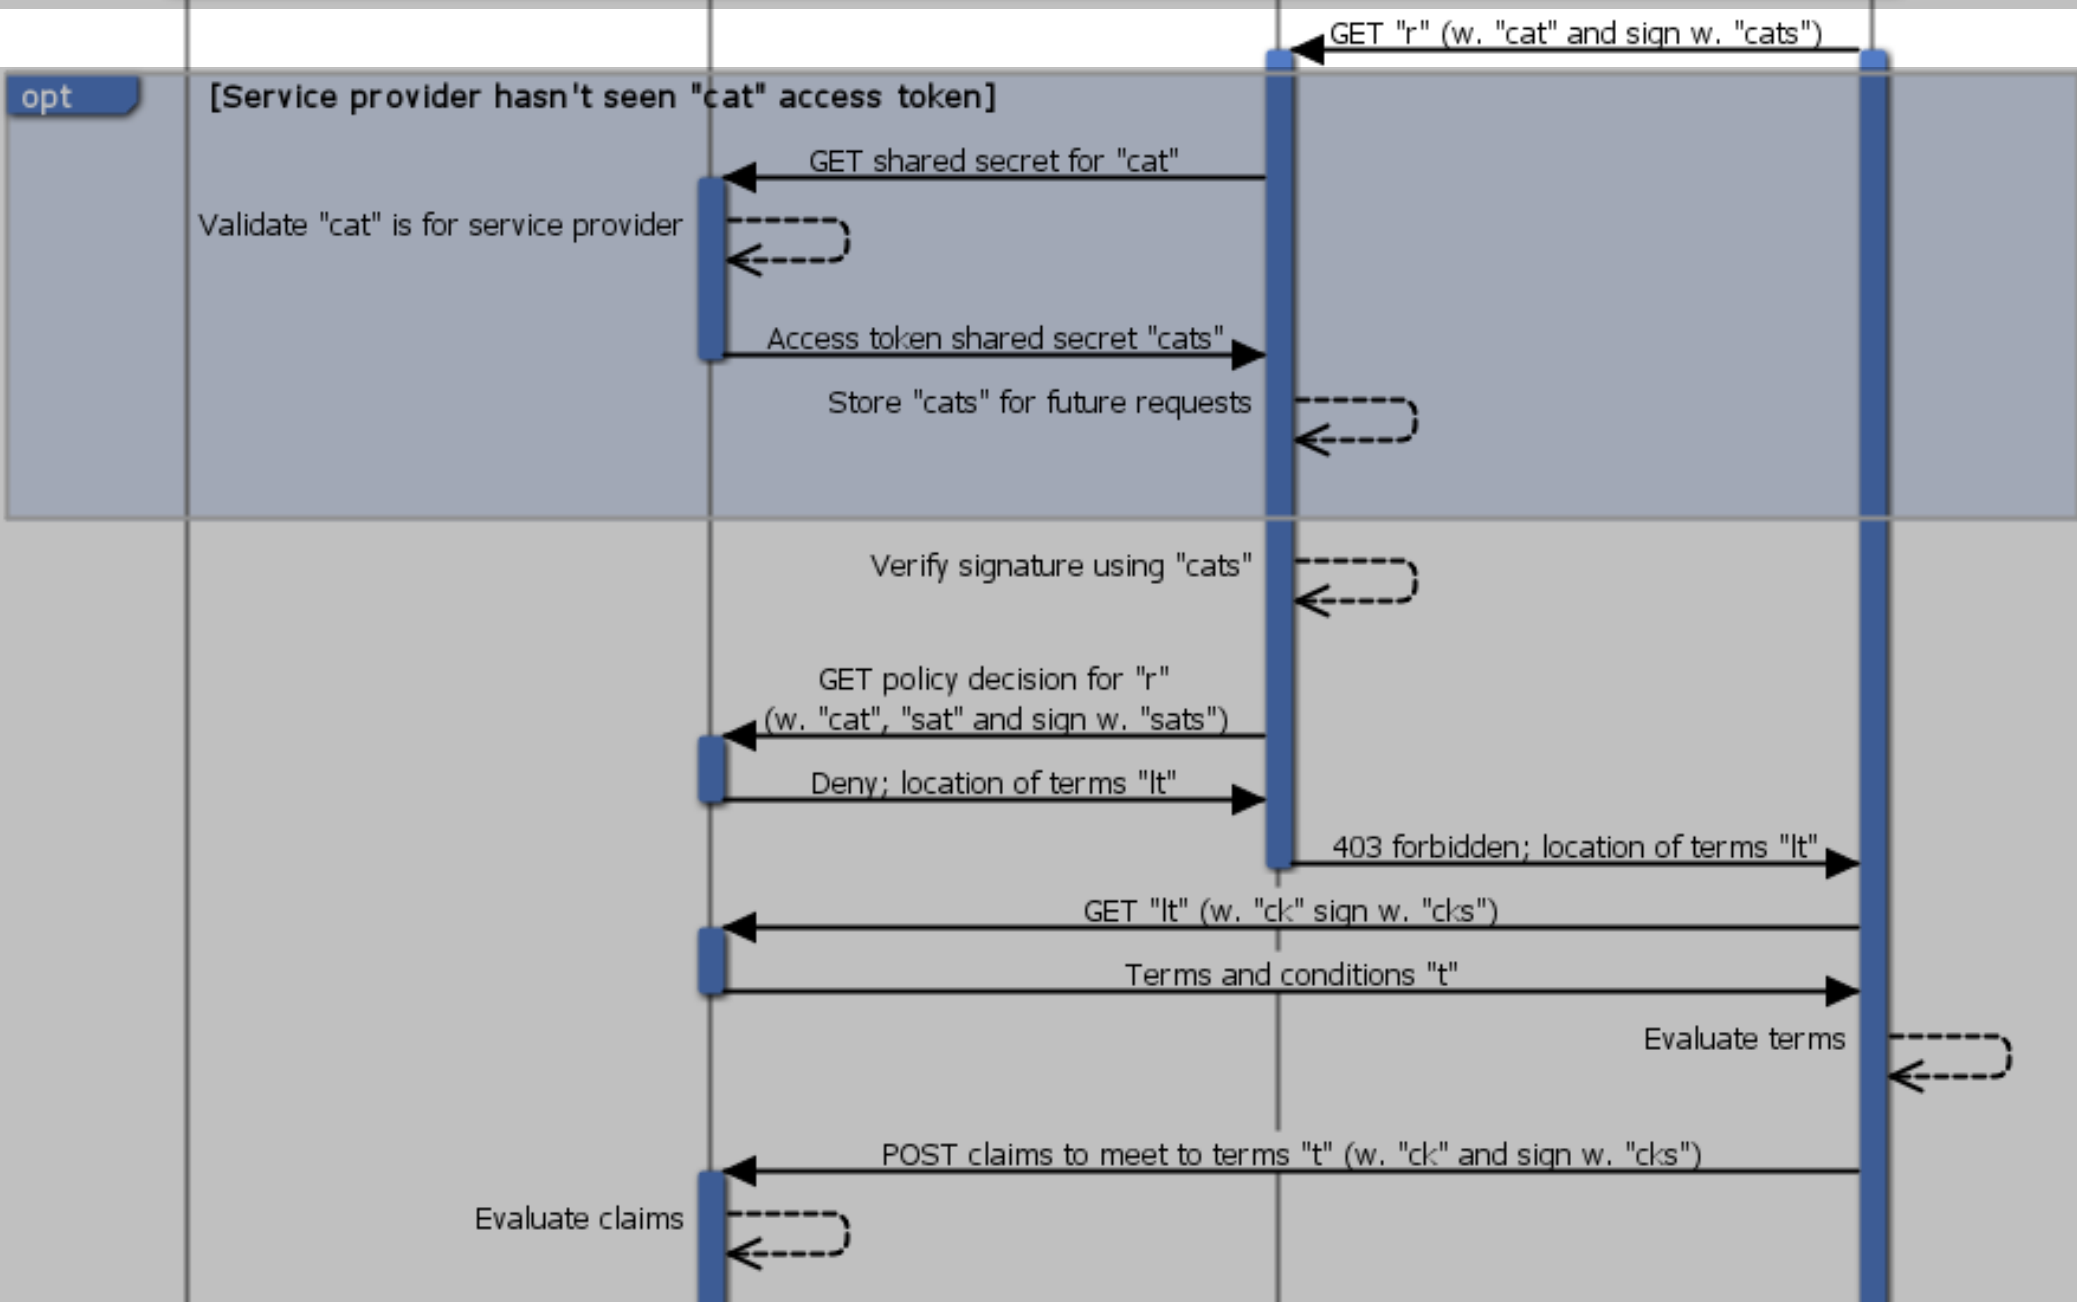 GET "r" (w. "cat" and sign w. "cats")
opt
[Service provider hasn't seen "cat" access token]
GET shared secret for "cat"
Validate "cat" is for service provider
Access token shared secret "cats"
Store "cats" for future requests
Verify signature using "cats"
GET policy decision for "r"
(w. "cat", "sat" and sign w. "sats")
Deny; location of terms "lt"
403 forbidden; location of terms "lt"
GET "lt" (w. "ck" sign w. "cks")
Terms and conditions "t"
Evaluate terms
POST claims to meet to terms "t" (w. "ck" and sign w. "cks")
Evaluate claims